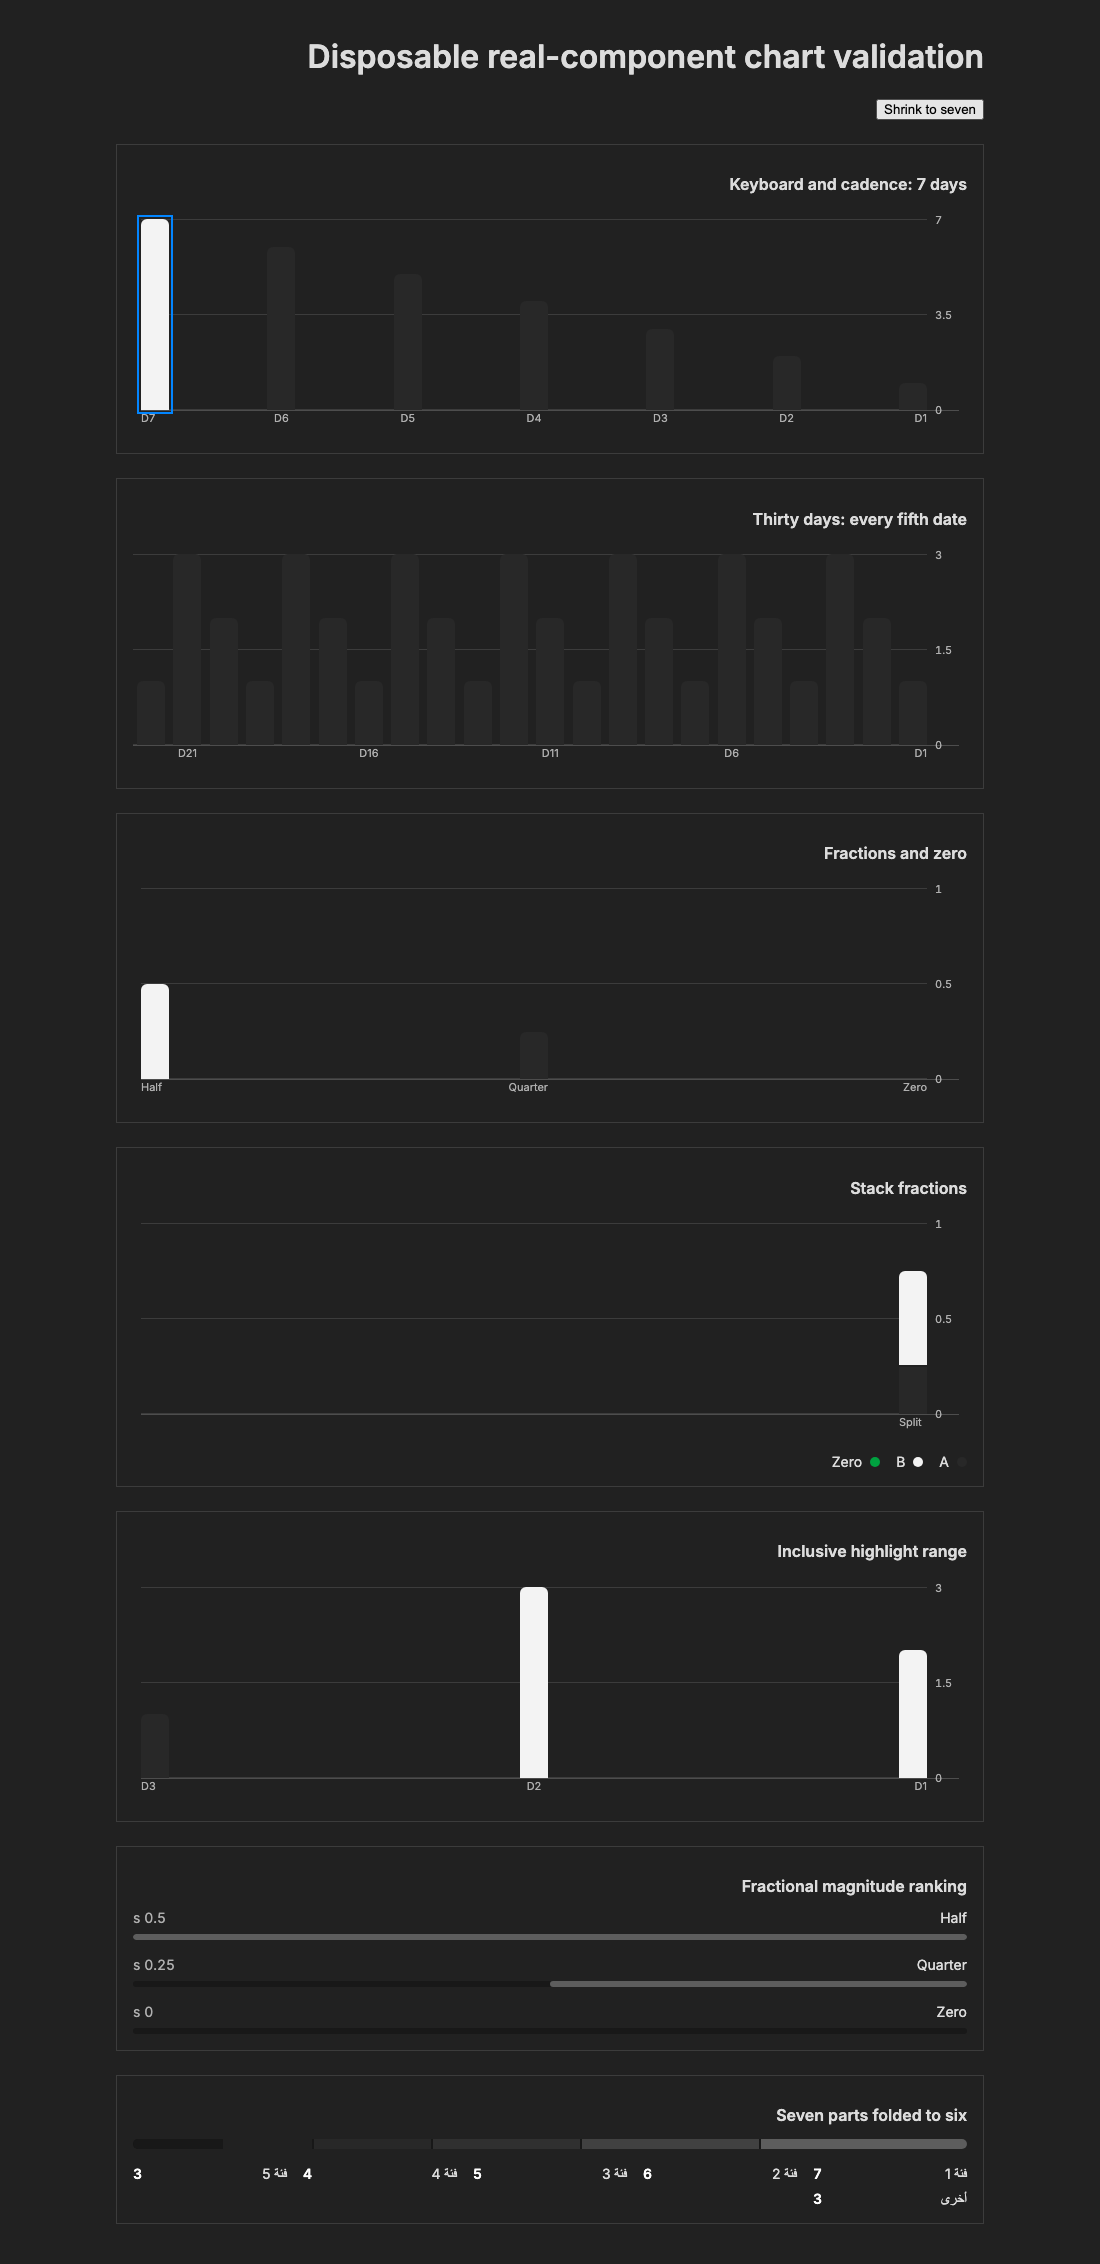 Disposable real-component chart validation
Shrink to seven
Keyboard and cadence: 7 days
7
3.5
0
D7 D6 D5 D4 D3 D2 D1
Thirty days: every fifth date
3
1.5
0
D21 D16 D11 D6 D1
Fractions and zero
1
0.5
0
Half Quarter Zero
Stack fractions
1
0.5
0
Split
Zero B A
Inclusive highlight range
3
1.5
0
D3 D2 D1
Fractional magnitude ranking
Half s 0.5
Quarter s 0.25
Zero s 0
Seven parts folded to six
فئة 1 7 فئة 2 6 فئة 3 5 فئة 4 4 فئة 5 3
أخرى 3